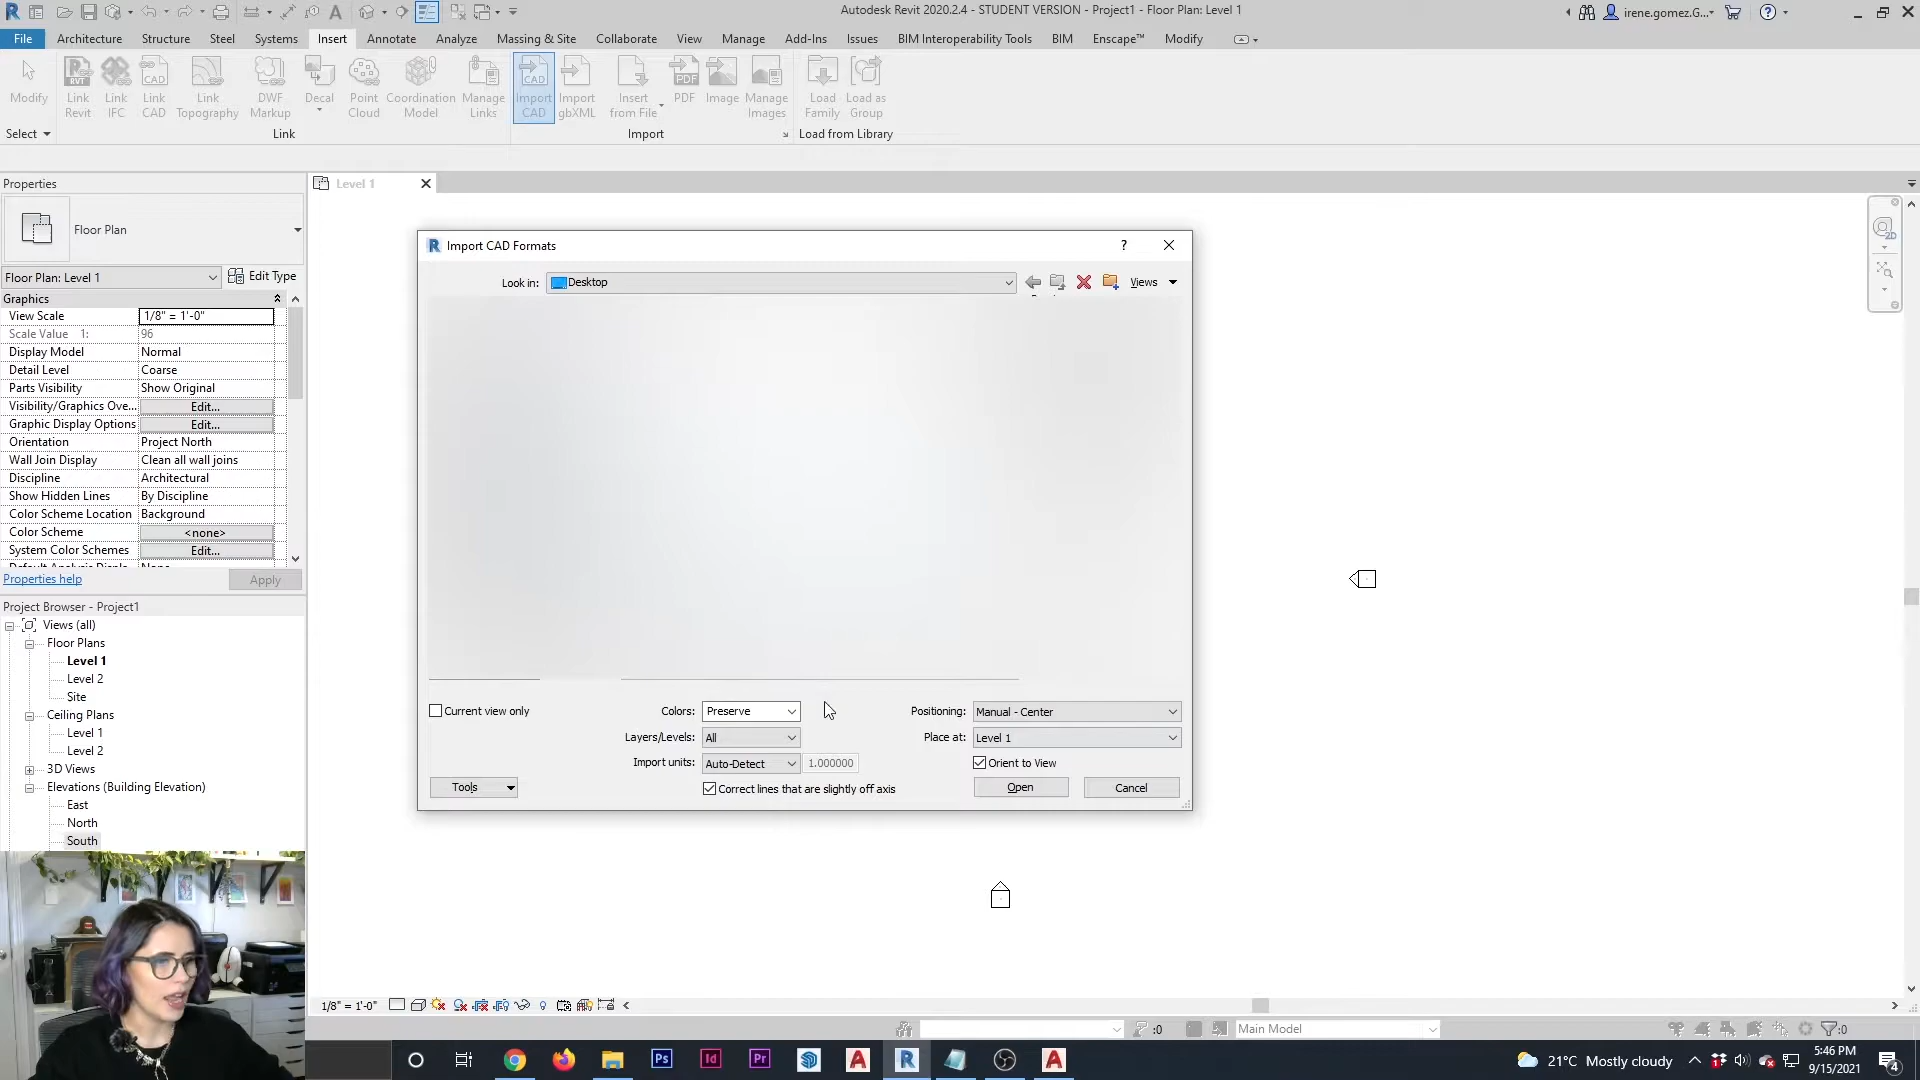 Autodesk Revit 2020.2.4 - STUDENT VERSION - Project1 - Floor Plan: Level 1
irene.gomez.G...
File Architecture Structure Steel Systems Insert Annotate Analyze Massing & Site Collaborate View Manage Add-Ins Issues BIM Interoperability Tools BIM Enscape™ Modify
Modify
Link Revit
Link IFC
Link CAD
Link Topography
DWF Markup
Decal
Point Cloud
Coordination Model
Manage Links
Import CAD
Import gbXML
Insert from File
PDF
Image
Manage Images
Load Family
Load as Group
Select Link Import Load from Library
Properties
Level 1
Floor Plan
Floor Plan: Level 1 Edit Type
Graphics
View Scale 1/8" = 1'-0"
Scale Value 1: 96
Display Model Normal
Detail Level Coarse
Parts Visibility Show Original
Visibility/Graphics Ove... Edit...
Graphic Display Options Edit...
Orientation Project North
Wall Join Display Clean all wall joins
Discipline Architectural
Show Hidden Lines By Discipline
Color Scheme Location Background
Color Scheme <none>
System Color Schemes Edit...
Properties help Apply
Project Browser - Project1
Views (all)
Floor Plans
Level 1
Level 2
Site
Ceiling Plans
Level 1
Level 2
3D Views
Elevations (Building Elevation)
East
North
South
Import CAD Formats ?
Look in: Desktop Views
Current view only Colors: Preserve Positioning: Manual - Center
Layers/Levels: All Place at: Level 1
Import units: Auto-Detect 1.000000 Orient to View
Tools Correct lines that are slightly off axis Open Cancel
2D
1/8" = 1'-0"
:0 Main Model :0
Ps Id Pr A R A
21°C Mostly cloudy
5:46 PM
9/15/2021
4